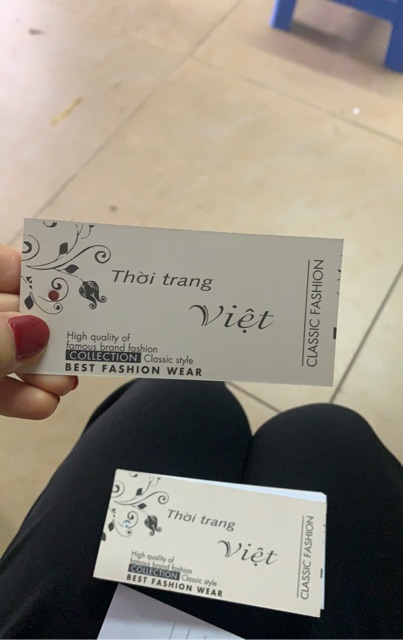 Thời trang
Việt
High quality of
famous brand fashion
COLLECTION Classic style
BEST FASHION WEAR
CLASSIC FASHION
Thời trang
Việt
High quality of
famous brand fashion
COLLECTION Classic style
BEST FASHION WEAR
CLASSIC FASHION